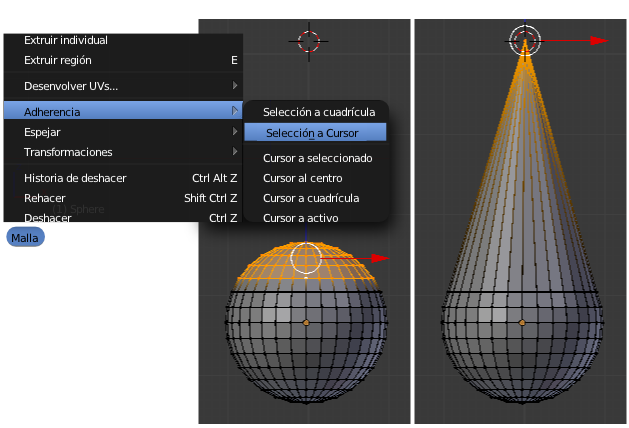 Extruir individual
Extruir región E
Desenvolver UVs...
Adherencia
Espejar
Transformaciones
Historia de deshacer Ctrl Alt Z
Rehacer Shift Ctrl Z
(1) Sphere
Deshacer Ctrl Z
Malla
Selección a cuadrícula
Selección a Cursor
Cursor a seleccionado
Cursor al centro
Cursor a cuadrícula
Cursor a activo